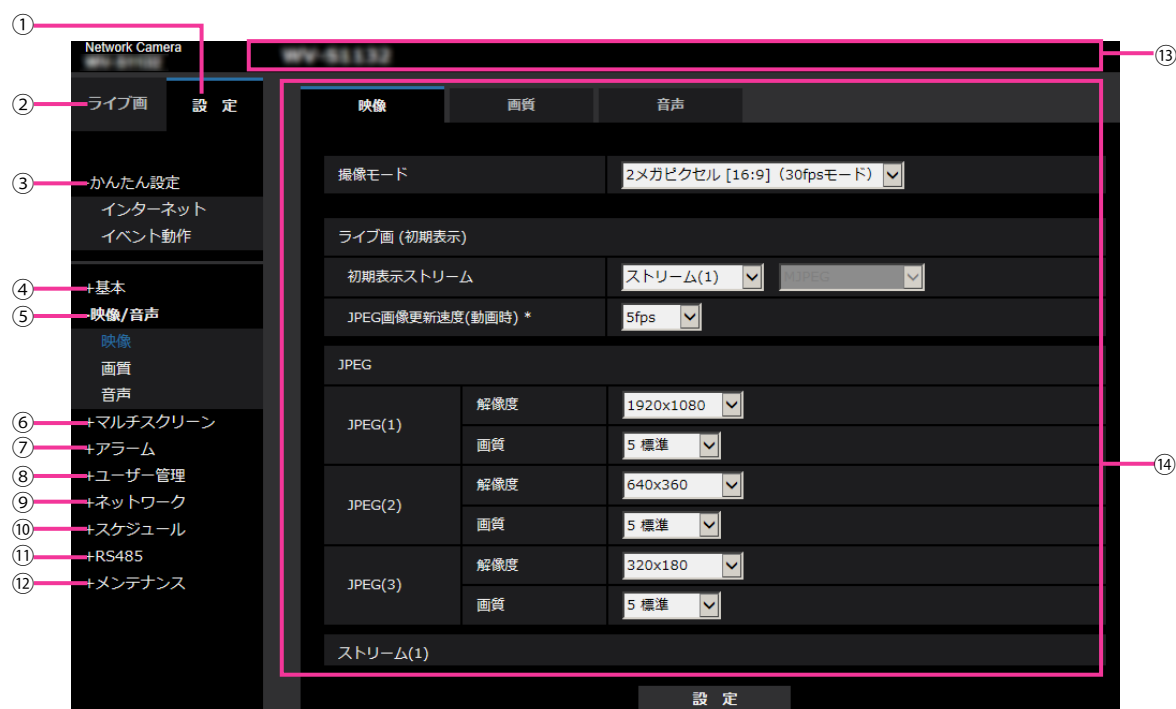 ①
Network Camera
WV-S1132
⑬
②
ライブ画 設 定
映像 画質 音声
撮像モード 2メガピクセル [16:9]（30fpsモード）
③
-かんたん設定
インターネット
イベント動作
ライブ画 (初期表示)
初期表示ストリーム ストリーム(1) MJPEG
JPEG画像更新速度(動画時) * 5fps
④
+基本
⑤
-映像/音声
映像
画質
音声
⑥
+マルチスクリーン
⑦
+アラーム
⑧
+ユーザー管理
⑨
+ネットワーク
⑩
+スケジュール
⑪
+RS485
⑫
+メンテナンス
JPEG
JPEG(1) 解像度 1920x1080
画質 5 標準
⑭
JPEG(2) 解像度 640x360
画質 5 標準
JPEG(3) 解像度 320x180
画質 5 標準
ストリーム(1)
設 定